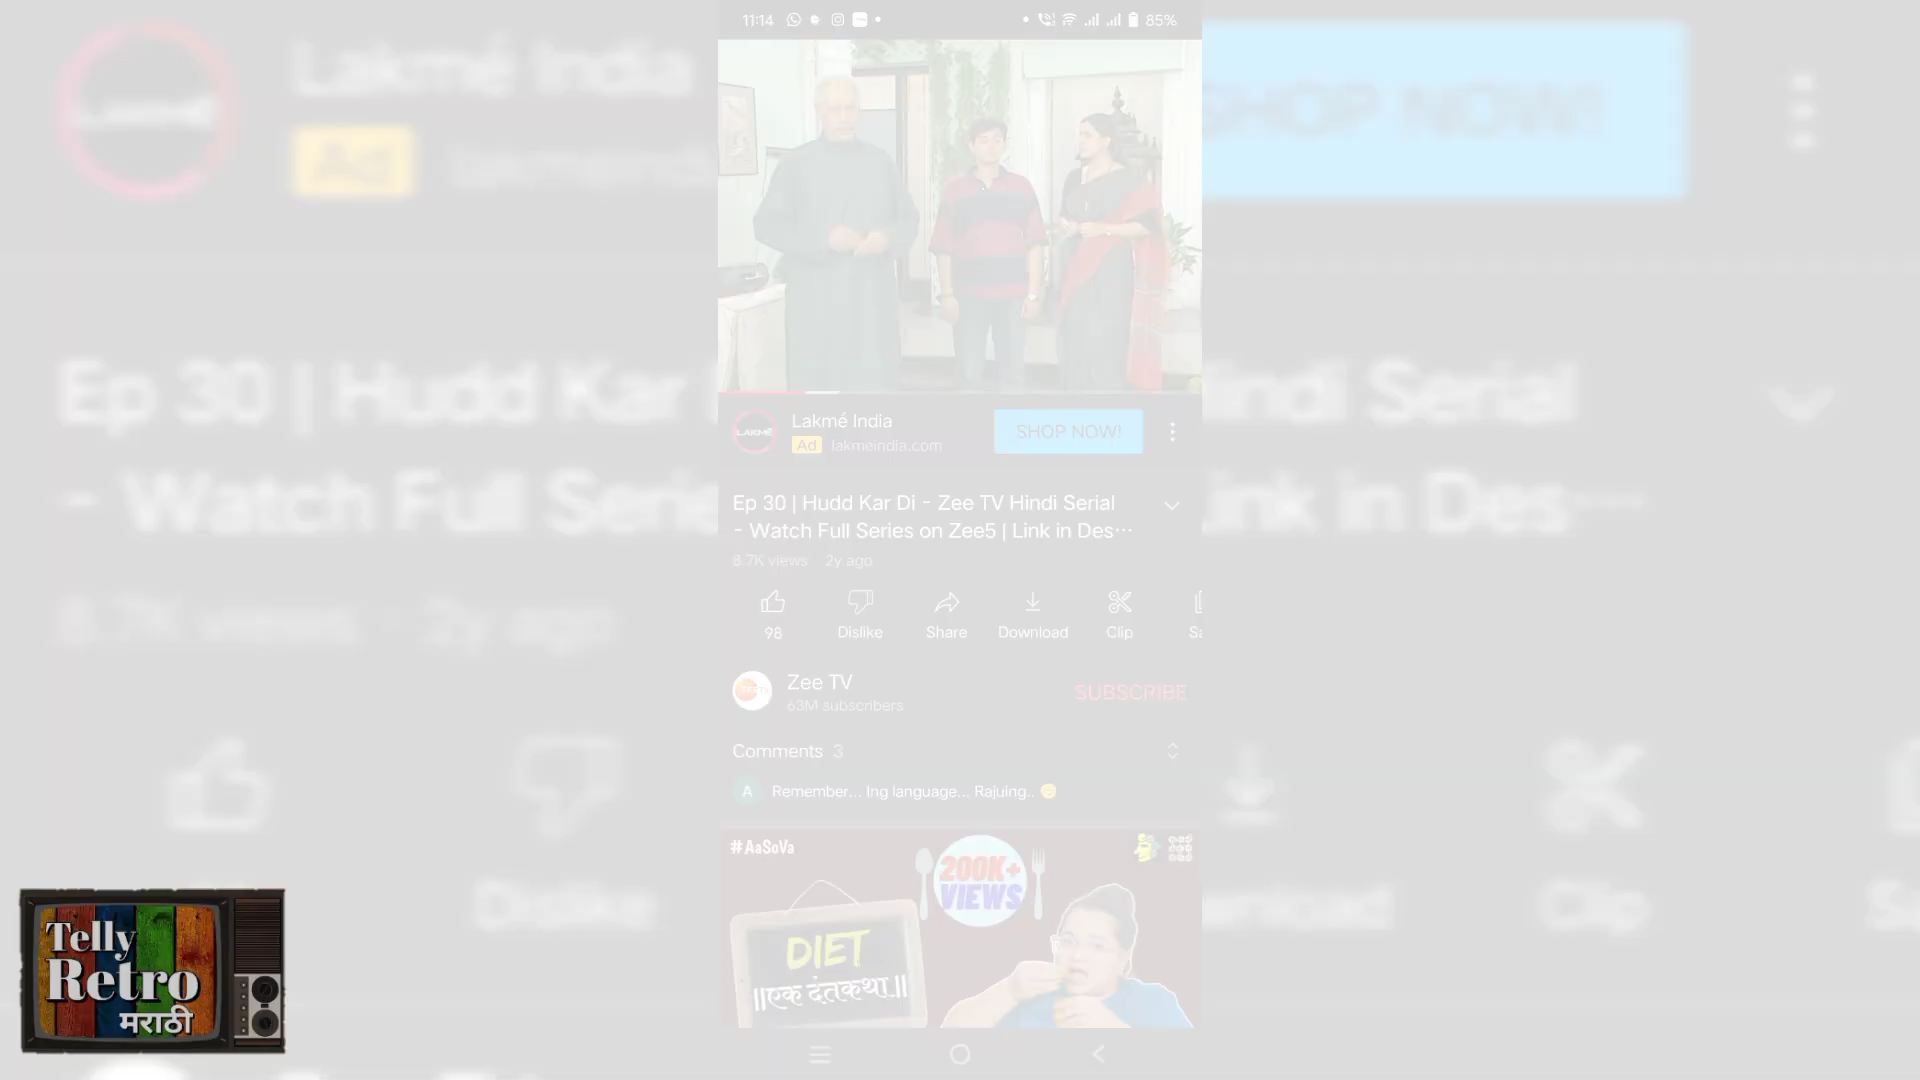 11:14
85%
Lakmé India
LAKMÉ
Ad lakmeindia.com
SHOP NOW!
Ep 30 | Hudd Kar Di - Zee TV Hindi Serial
- Watch Full Series on Zee5 | Link in Des...
8.7K views 2y ago
98 Dislike Share Download Clip Sa
Zee TV
63M subscribers
SUBSCRIBE
Comments 3
A Remember... Ing language... Rajuing..
#AaSoVa
200K+
VIEWS
DIET
||एक दंतकथा||
Telly
Retro
मराठी